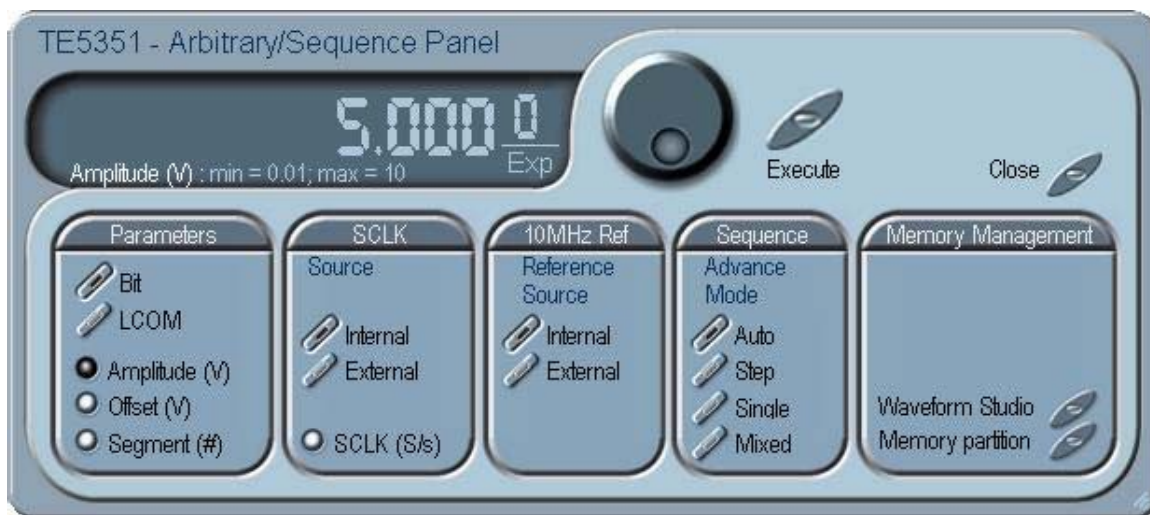 TE5351 - Arbitrary/Sequence Panel
5.000 0
Exp
Amplitude (V) : min = 0.01; max = 10
Execute
Close
Parameters
Bit
LCOM
Amplitude (V)
Offset (V)
Segment (#)
SCLK
Source
Internal
External
SCLK (S/s)
10MHz Ref
Reference
Source
Internal
External
Sequence
Advance
Mode
Auto
Step
Single
Mixed
Memory Management
Waveform Studio
Memory partition